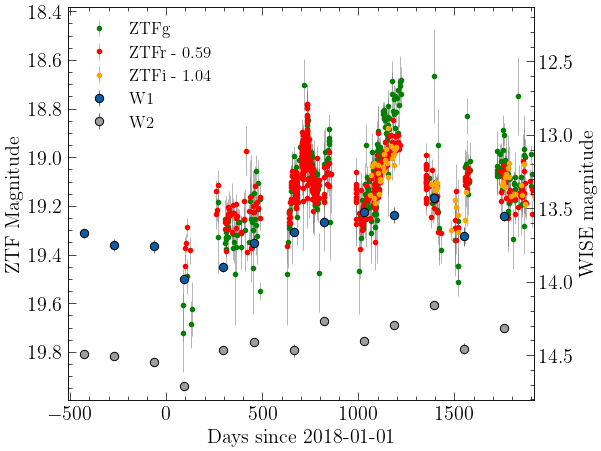 18.4
18.6
18.8
19.0
19.2
19.4
19.6
19.8
ZTF Magnitude
ZTFg
ZTFr - 0.59
ZTFi - 1.04
W1
W2
12.5
13.0
13.5
14.0
14.5
WISE magnitude
−500 0 500 1000 1500
Days since 2018-01-01